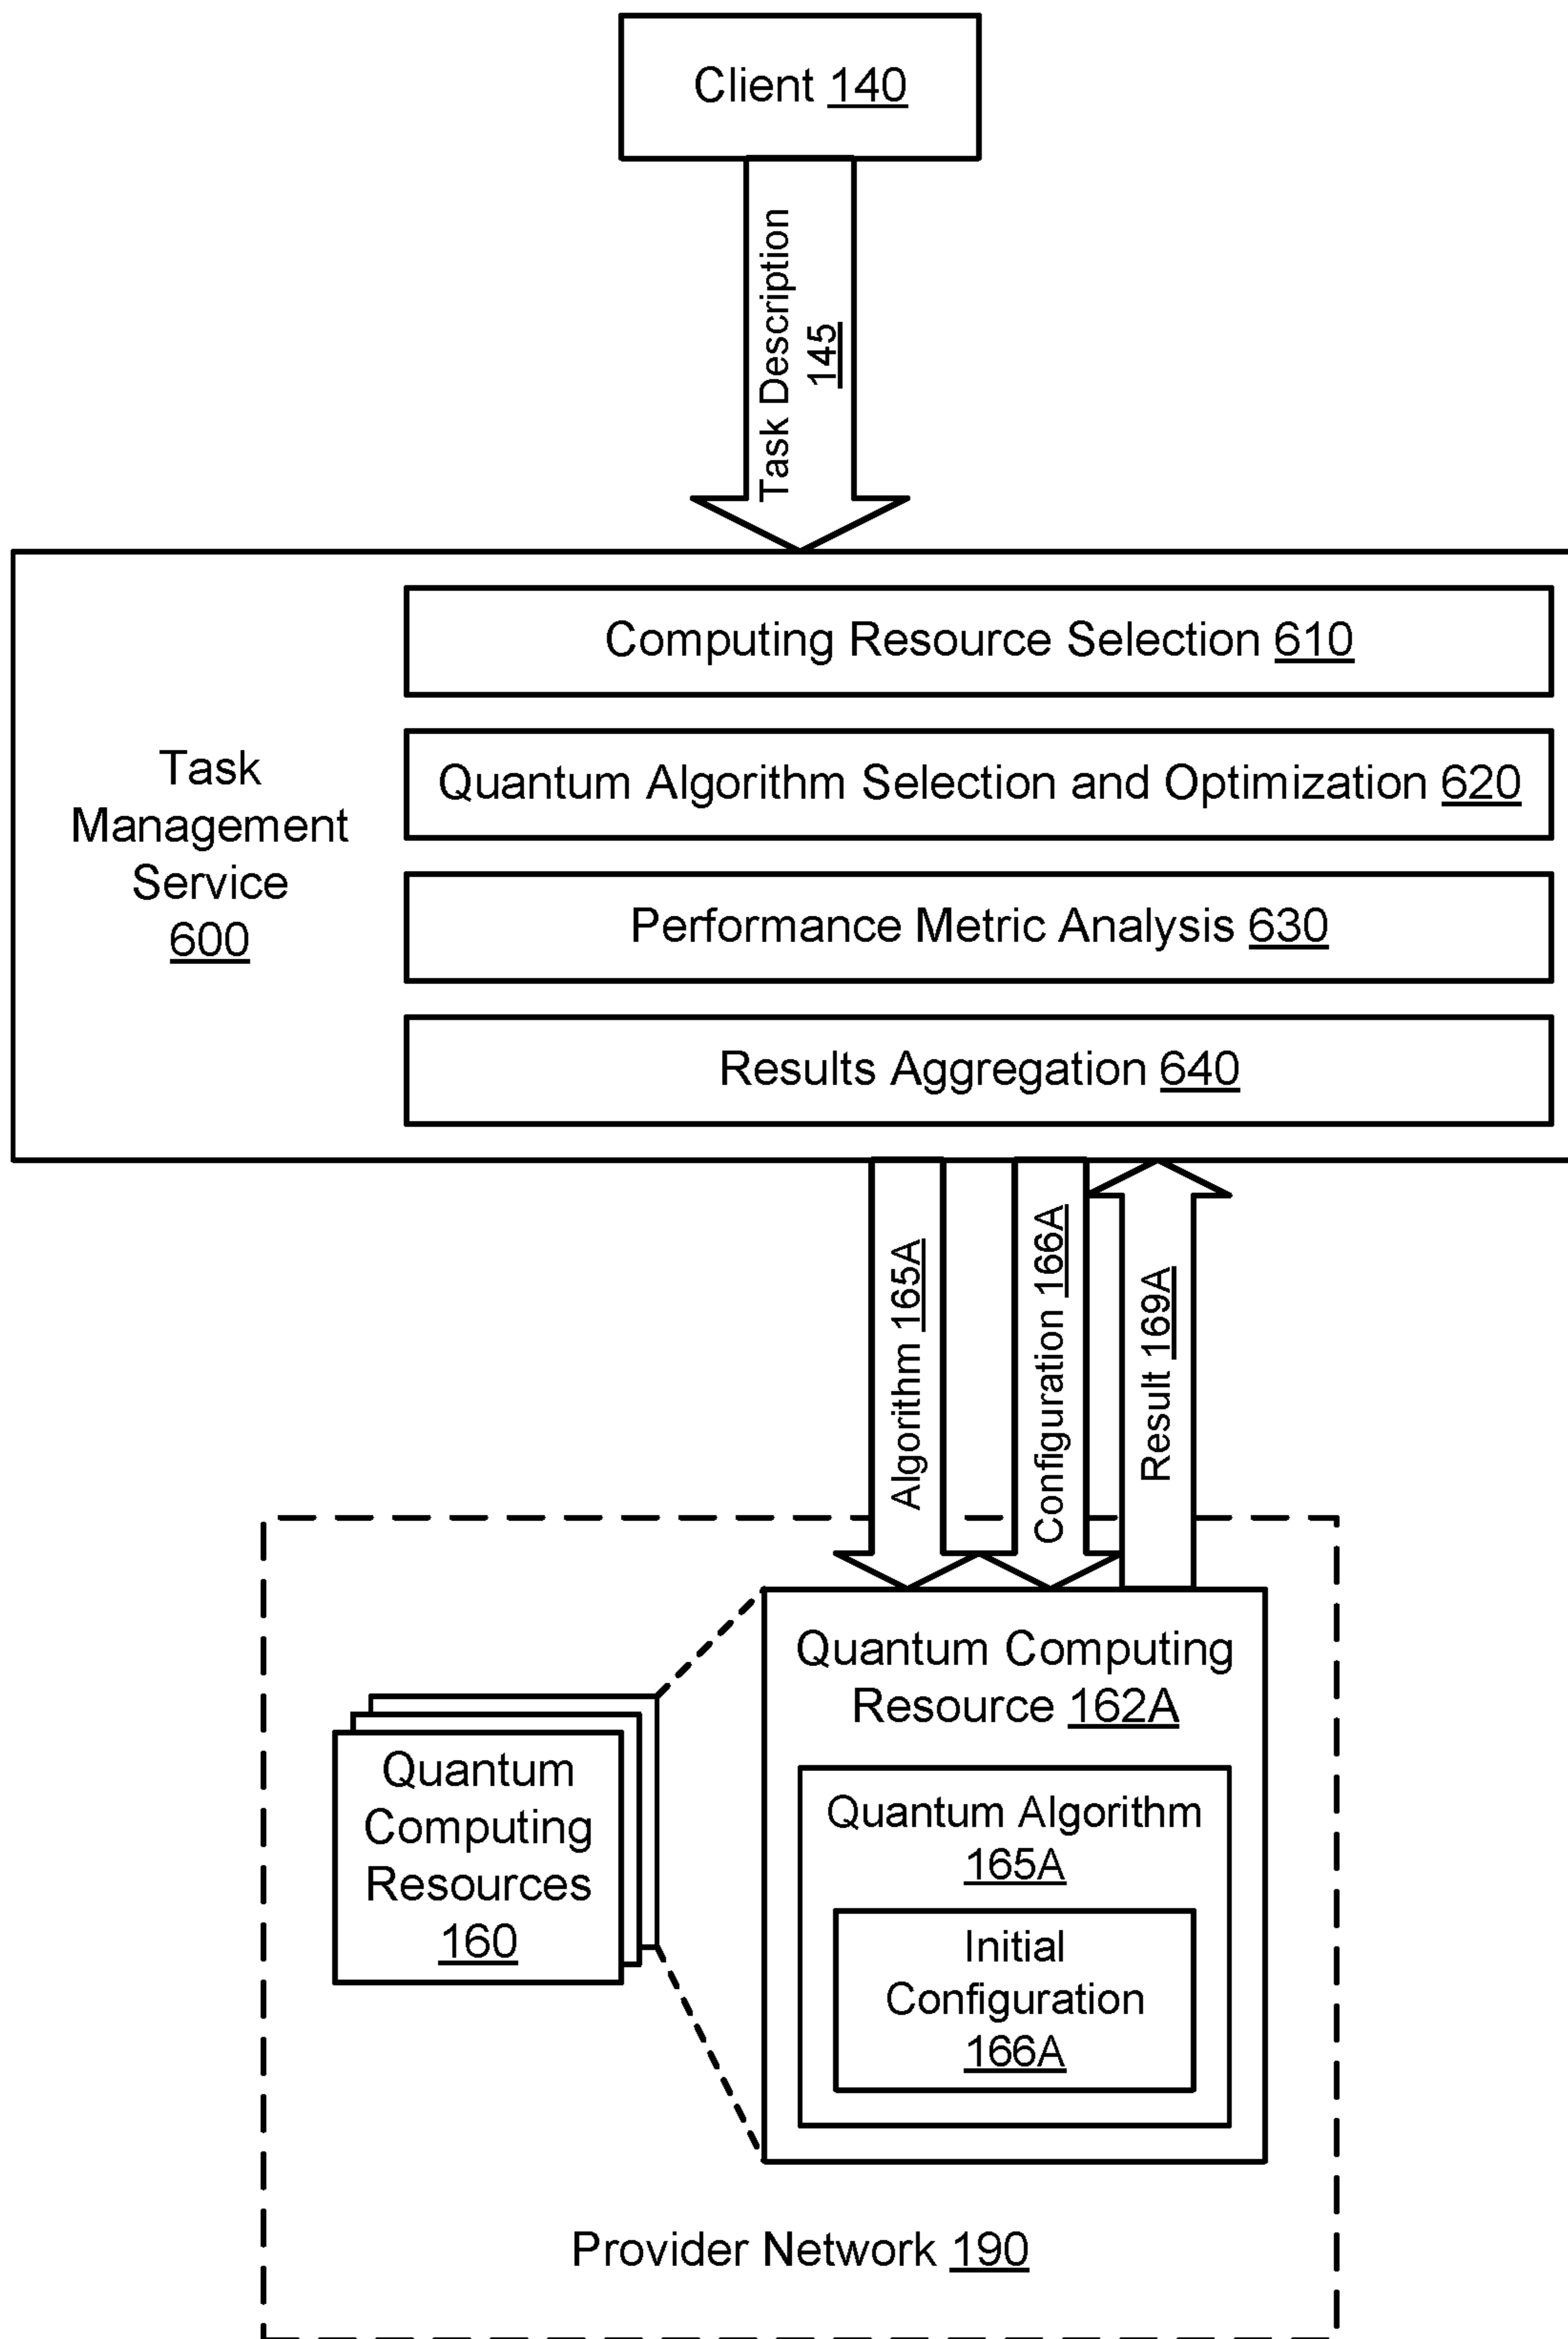 Client 140
Task Description
145
Computing Resource Selection 610
Quantum Algorithm Selection and Optimization 620
Performance Metric Analysis 630
Results Aggregation 640
Task
Management
Service
600
Algorithm 165A
Configuration 166A
Result 169A
Quantum Computing
Resource 162A
Quantum Algorithm
165A
Initial
Configuration
166A
Quantum
Computing
Resources
160
Provider Network 190